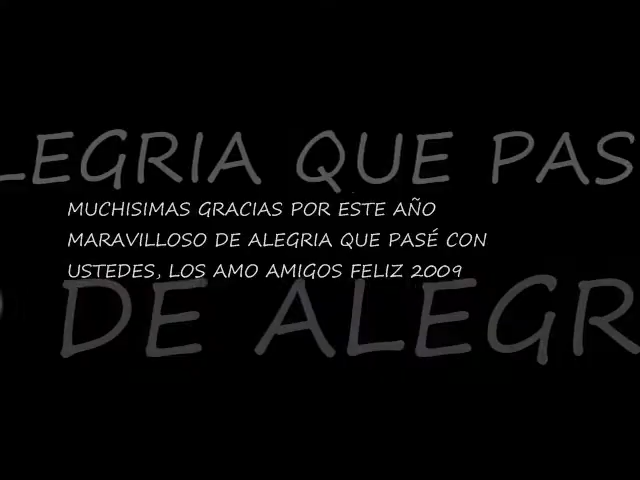 LEGRIA QUE PAS
MUCHISIMAS GRACIAS POR ESTE AÑO
MARAVILLOSO DE ALEGRIA QUE PASÉ CON
USTEDES, LOS AMO AMIGOS FELIZ 2009
DE ALEGR